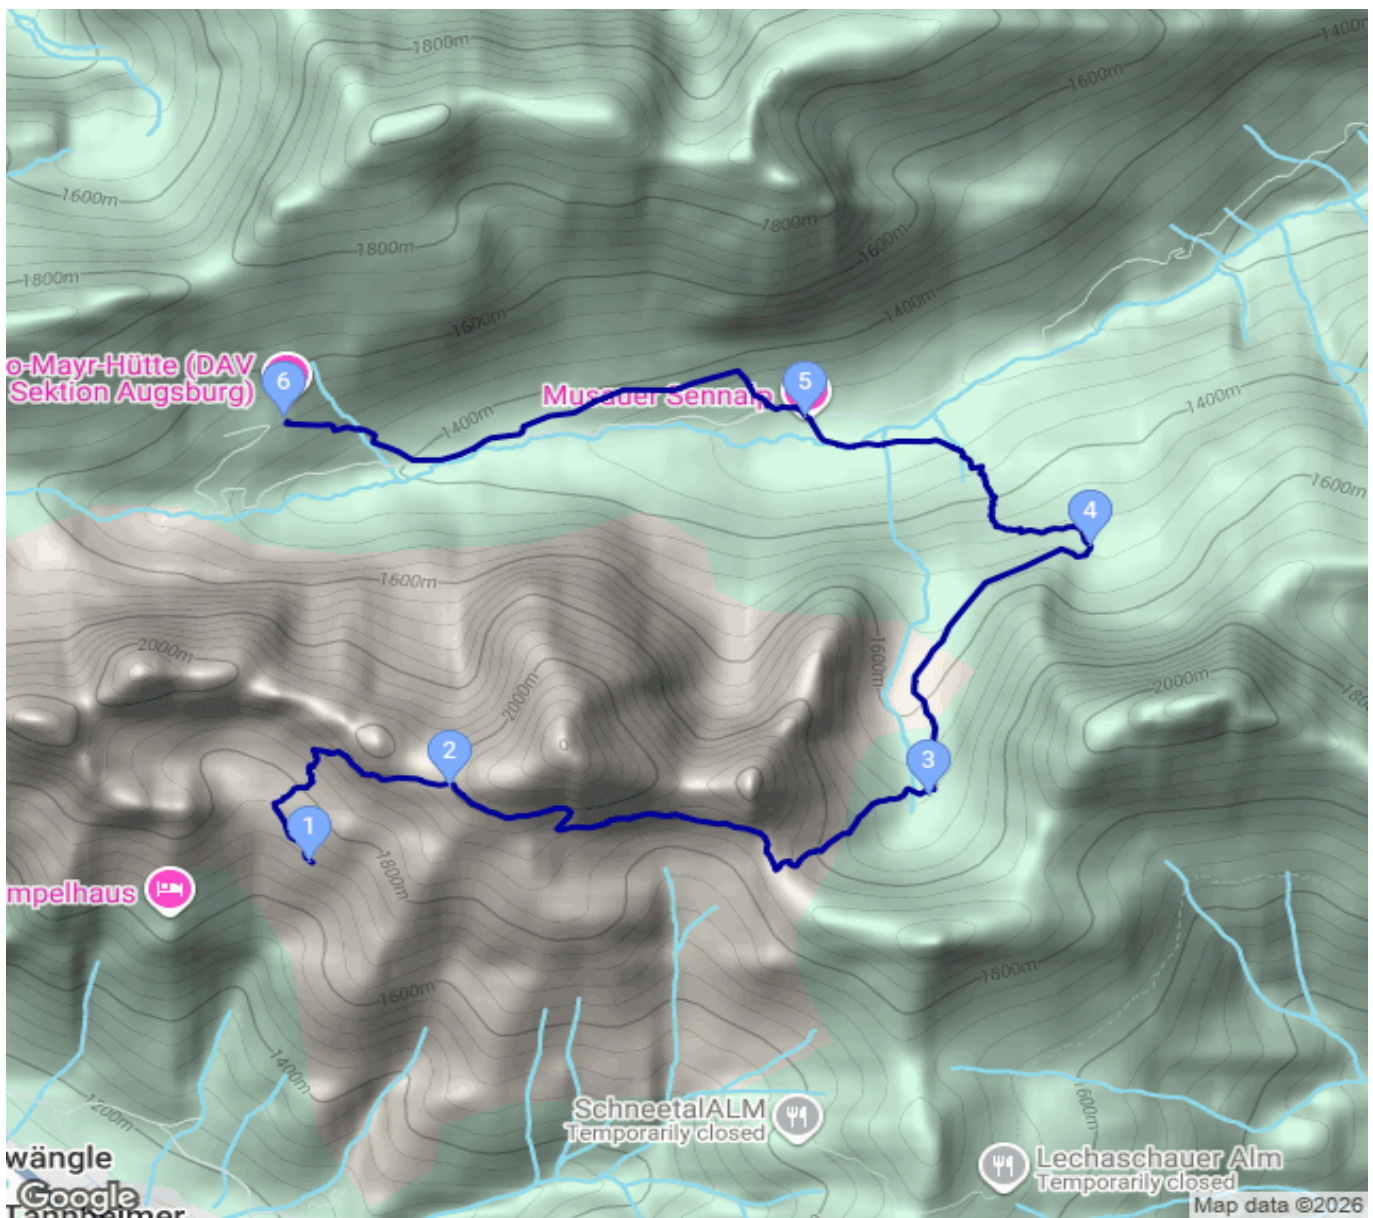 1800m
1400m
1600m
1600m
1800m
1800m
1600m
1800m
1400m
1600m
o-Mayr-Hütte (DAV
Sektion Augsburg)
6
Musauer Sennalp
5
1400m
1400m
1600m
4
1600m
2000m
2000m
1600m
2000m
180
2
3
1
1800m
mpelhaus
1600m
1800m
1400m
1200m
1600m
SchneetalALM
Temporarily closed
wängle
Lechaschauer Alm
Temporarily closed
Google
Tannheimer
Map data ©2026